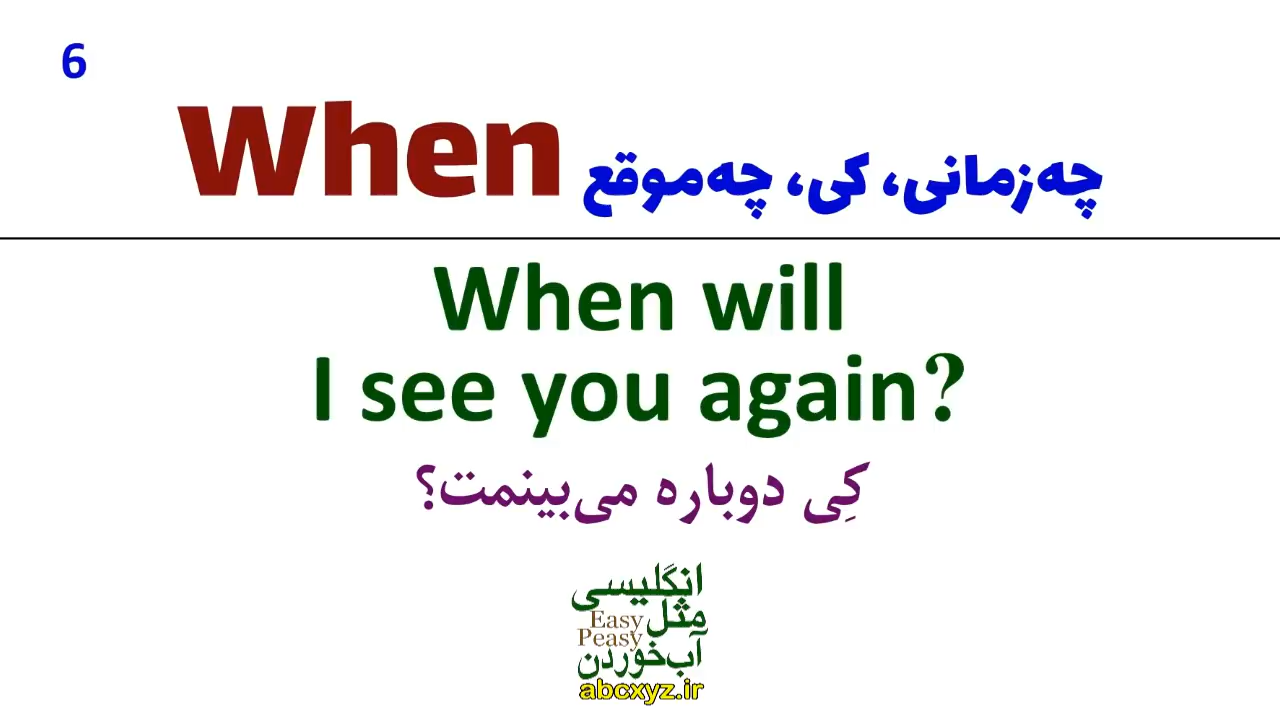 6
When چه‌زمانی، کی، چه‌موقع
When will
I see you again?
کِی دوباره می‌بینمت؟
انگلیسی
مثل
Easy
Peasy
آب‌خوردن
abcxyz.ir